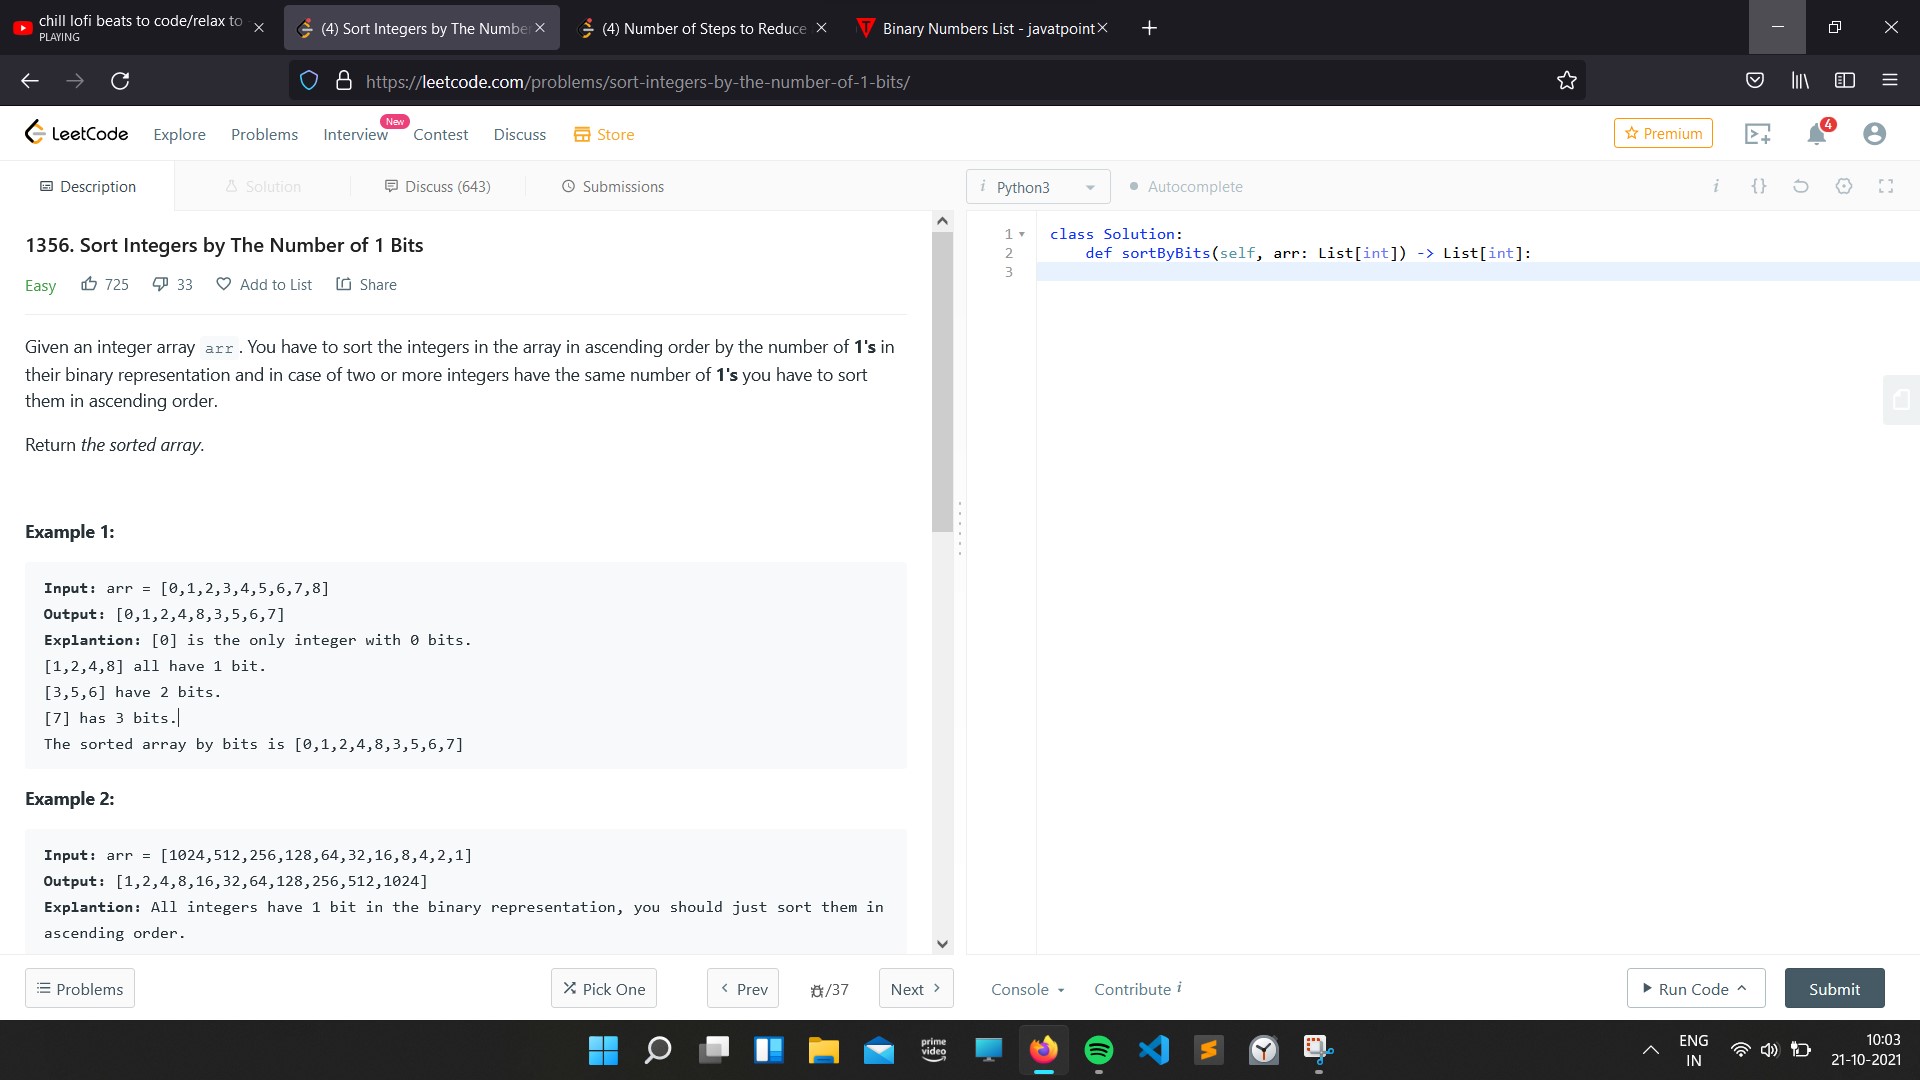 chill lofi beats to code/relax to
PLAYING
(4) Sort Integers by The Number
(4) Number of Steps to Reduce
Binary Numbers List - javatpoint
https://leetcode.com/problems/sort-integers-by-the-number-of-1-bits/
LeetCode
Explore
Problems
Interview
New
Contest
Discuss
Store
Premium
4
Description
Solution
Discuss (643)
Submissions
i Python3
Autocomplete
i
{}
1356. Sort Integers by The Number of 1 Bits
Easy
725
33
Add to List
Share
Given an integer array arr . You have to sort the integers in the array in ascending order by the number of 1's in
their binary representation and in case of two or more integers have the same number of 1's you have to sort
them in ascending order.
Return the sorted array.
Example 1:
Input: arr = [0,1,2,3,4,5,6,7,8]
Output: [0,1,2,4,8,3,5,6,7]
Explantion: [0] is the only integer with 0 bits.
[1,2,4,8] all have 1 bit.
[3,5,6] have 2 bits.
[7] has 3 bits.
The sorted array by bits is [0,1,2,4,8,3,5,6,7]
Example 2:
Input: arr = [1024,512,256,128,64,32,16,8,4,2,1]
Output: [1,2,4,8,16,32,64,128,256,512,1024]
Explantion: All integers have 1 bit in the binary representation, you should just sort them in
ascending order.
1 class Solution:
2 def sortByBits(self, arr: List[int]) -> List[int]:
3
Problems
Pick One
Prev
/37
Next
Console
Contribute i
Run Code
Submit
prime
video
ENG
IN
10:03
21-10-2021